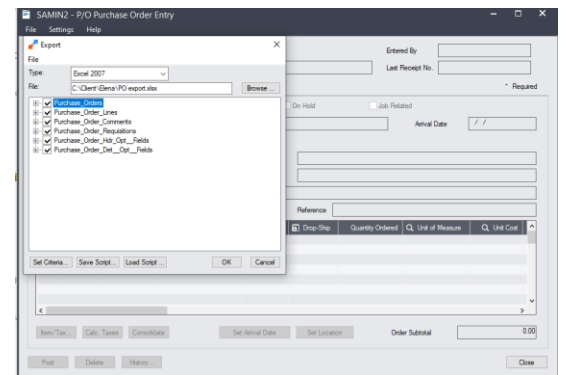 SAMIN2 - P/O Purchase Order Entry
File Settings Help
Export
File
Type: Excel 2007
File: C:\Client\Elena\PO export.xlsx Browse ...
Purchase_Orders
Purchase_Order_Lines
Purchase_Order_Comments
Purchase_Order_Requisitions
Purchase_Order_Hdr_Opt__Fields
Purchase_Order_Det__Opt__Fields
Set Criteria... Save Script... Load Script ... OK Cancel
Entered By
Last Receipt No.
* Required
On Hold Job Related
Arrival Date / /
Reference
Drop-Ship Quantity Ordered Unit of Measure Unit Cost
Item/Tax... Calc. Taxes Consolidate Set Arrival Date Set Location Order Subtotal 0.00
Post Delete History... Close